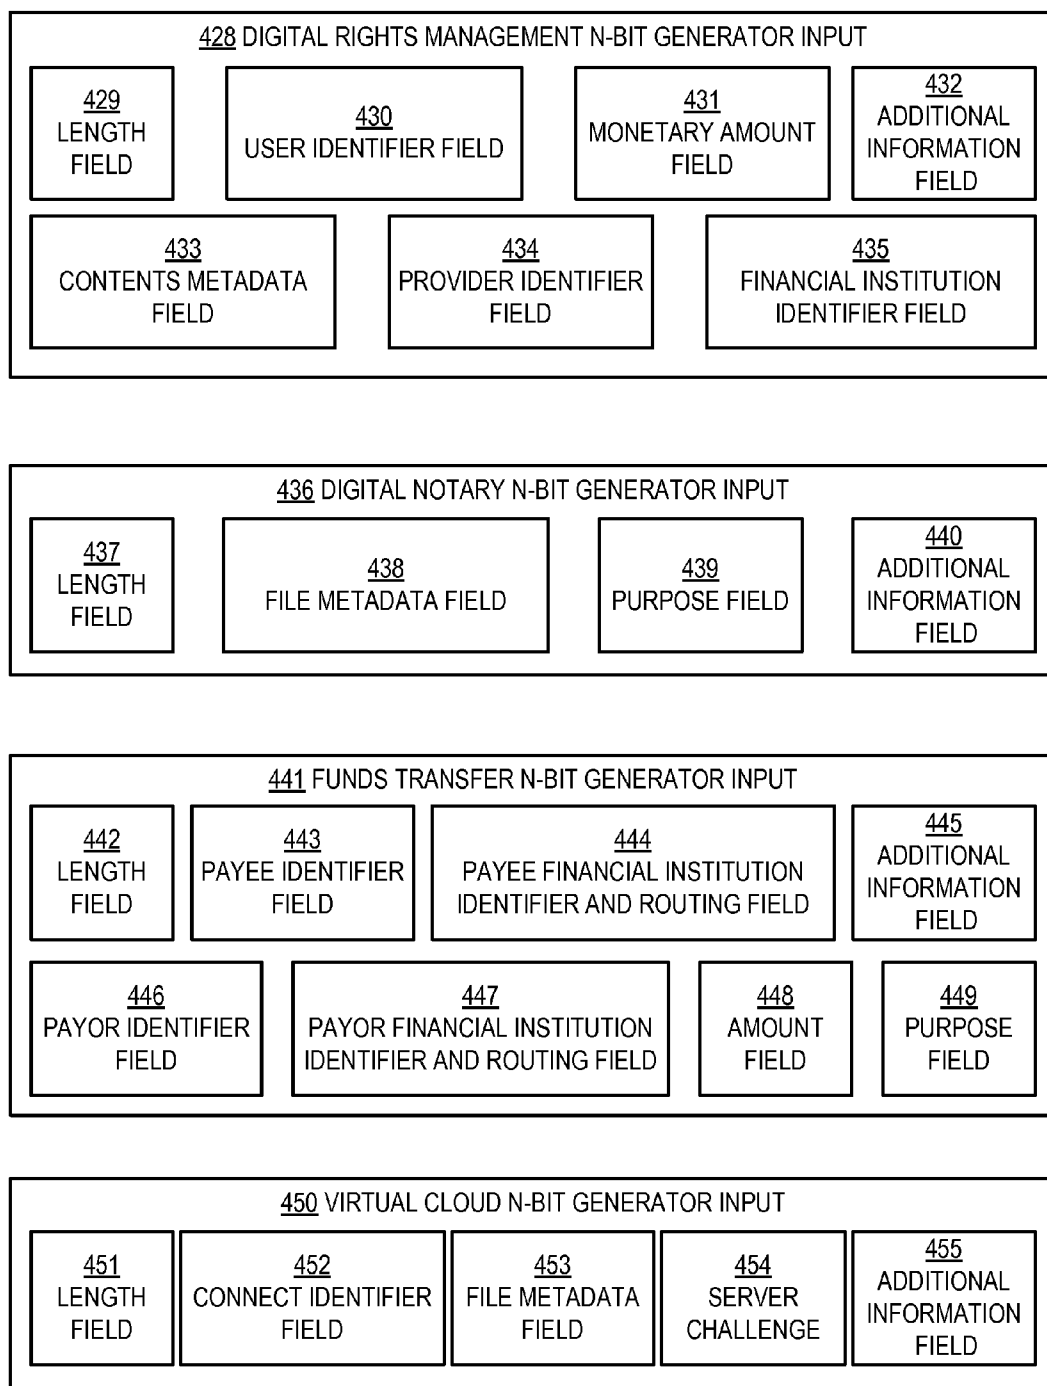 428 DIGITAL RIGHTS MANAGEMENT N-BIT GENERATOR INPUT
429
LENGTH
FIELD
430
USER IDENTIFIER FIELD
431
MONETARY AMOUNT
FIELD
432
ADDITIONAL
INFORMATION
FIELD
433
CONTENTS METADATA
FIELD
434
PROVIDER IDENTIFIER
FIELD
435
FINANCIAL INSTITUTION
IDENTIFIER FIELD
436 DIGITAL NOTARY N-BIT GENERATOR INPUT
437
LENGTH
FIELD
438
FILE METADATA FIELD
439
PURPOSE FIELD
440
ADDITIONAL
INFORMATION
FIELD
441 FUNDS TRANSFER N-BIT GENERATOR INPUT
442
LENGTH
FIELD
443
PAYEE IDENTIFIER
FIELD
444
PAYEE FINANCIAL INSTITUTION
IDENTIFIER AND ROUTING FIELD
445
ADDITIONAL
INFORMATION
FIELD
446
PAYOR IDENTIFIER
FIELD
447
PAYOR FINANCIAL INSTITUTION
IDENTIFIER AND ROUTING FIELD
448
AMOUNT
FIELD
449
PURPOSE
FIELD
450 VIRTUAL CLOUD N-BIT GENERATOR INPUT
451
LENGTH
FIELD
452
CONNECT IDENTIFIER
FIELD
453
FILE METADATA
FIELD
454
SERVER
CHALLENGE
455
ADDITIONAL
INFORMATION
FIELD